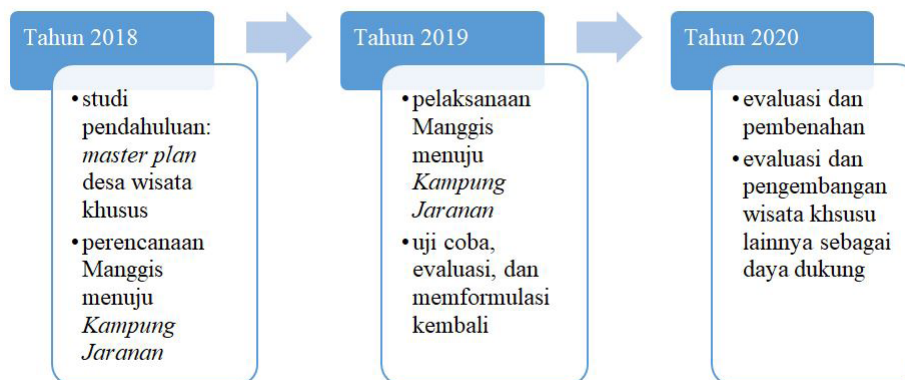 Tahun 2018
• studi
pendahuluan:
master plan
desa wisata
khusus
• perencanaan
Manggis
menuju
Kampung
Jaranan
Tahun 2019
• pelaksanaan
Manggis
menuju
Kampung
Jaranan
• uji coba,
evaluasi, dan
memformulasi
kembali
Tahun 2020
• evaluasi dan
pembenahan
• evaluasi dan
pengembangan
wisata khsusu
lainnya sebagai
daya dukung